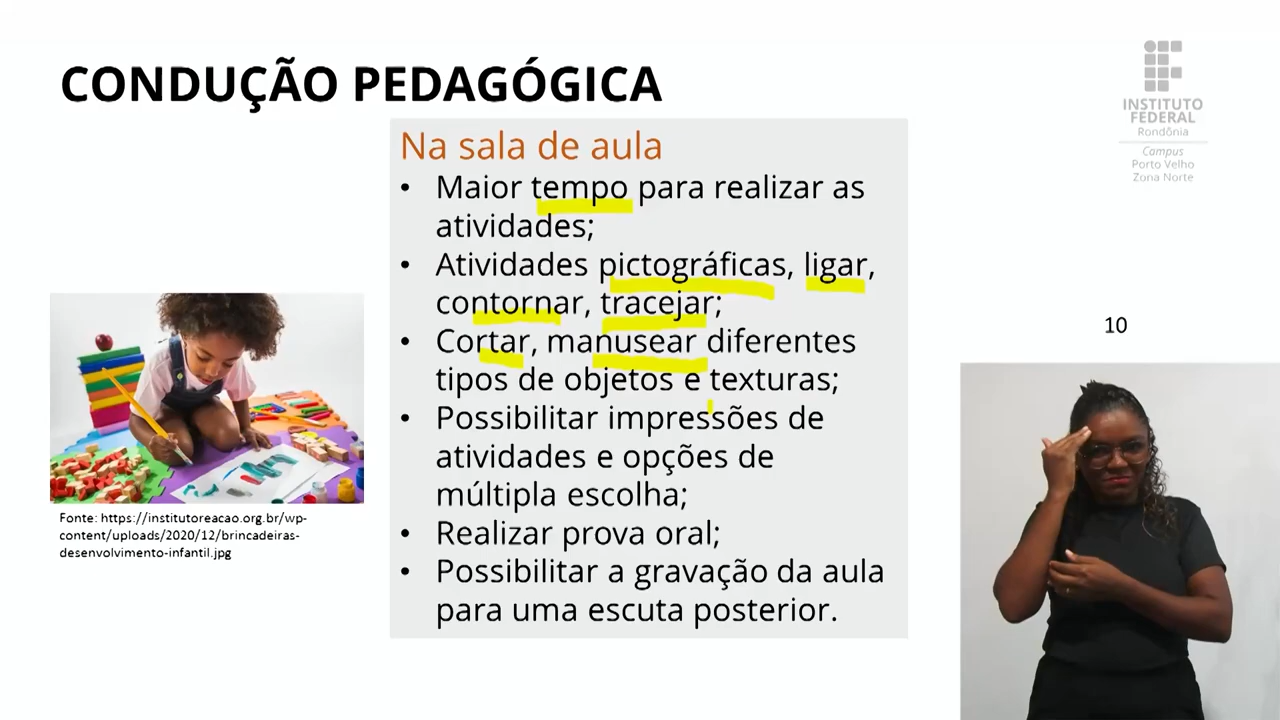 CONDUÇÃO PEDAGÓGICA
INSTITUTO
FEDERAL
Rondônia
Campus
Porto Velho
Zona Norte
Na sala de aula
• Maior tempo para realizar as
atividades;
• Atividades pictográficas, ligar,
contornar, tracejar;
• Cortar, manusear diferentes
tipos de objetos e texturas;
• Possibilitar impressões de
atividades e opções de
múltipla escolha;
• Realizar prova oral;
• Possibilitar a gravação da aula
para uma escuta posterior.
Fonte: https://institutoreacao.org.br/wp-
content/uploads/2020/12/brincadeiras-
desenvolvimento-infantil.jpg
10